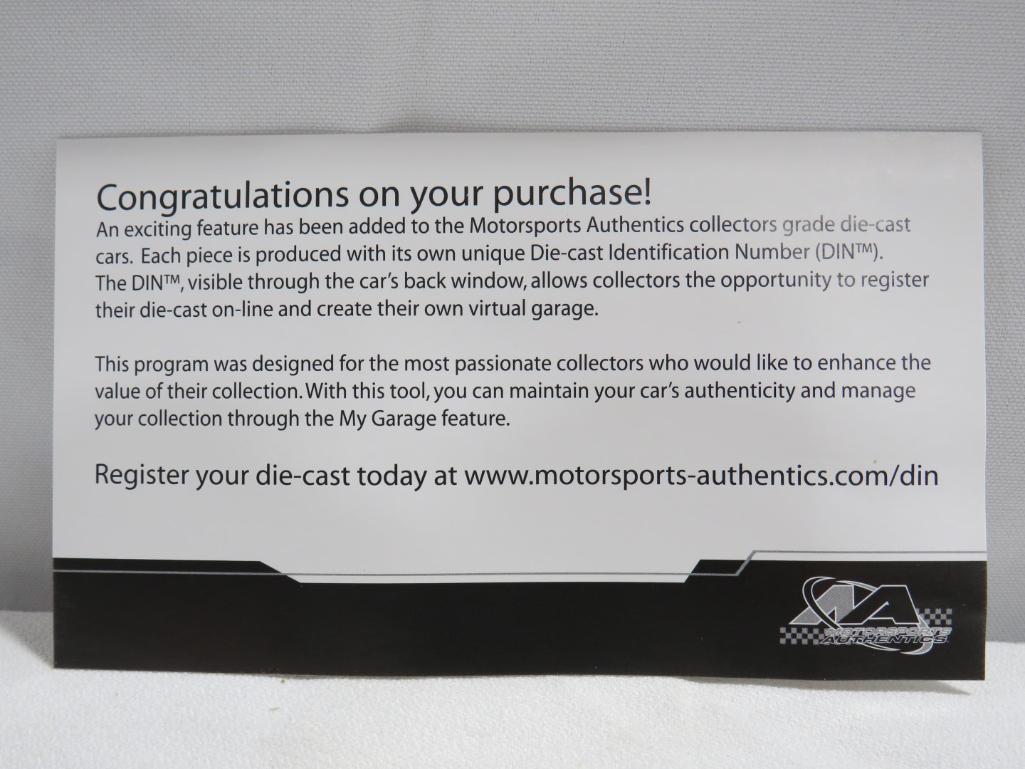 Congratulations on your purchase!
An exciting feature has been added to the Motorsports Authentics collectors grade die-cast
cars. Each piece is produced with its own unique Die-cast Identification Number (DIN™).
The DIN™, visible through the car's back window, allows collectors the opportunity to register
their die-cast on-line and create their own virtual garage.
This program was designed for the most passionate collectors who would like to enhance the
value of their collection. With this tool, you can maintain your car's authenticity and manage
your collection through the My Garage feature.
Register your die-cast today at www.motorsports-authentics.com/din
MA
MOTORSPORTS
AUTHENTICS